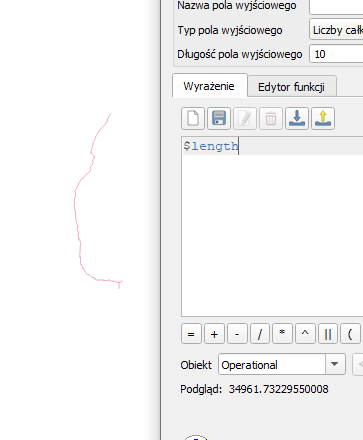 Nazwa pola wyjściowego
Typ pola wyjściowego Liczby całk
Długość pola wyjściowego 10
Wyrażenie Edytor funkcji
$length
= + - / * ^ || (
Obiekt Operational
Podgląd: 34961.73229550008